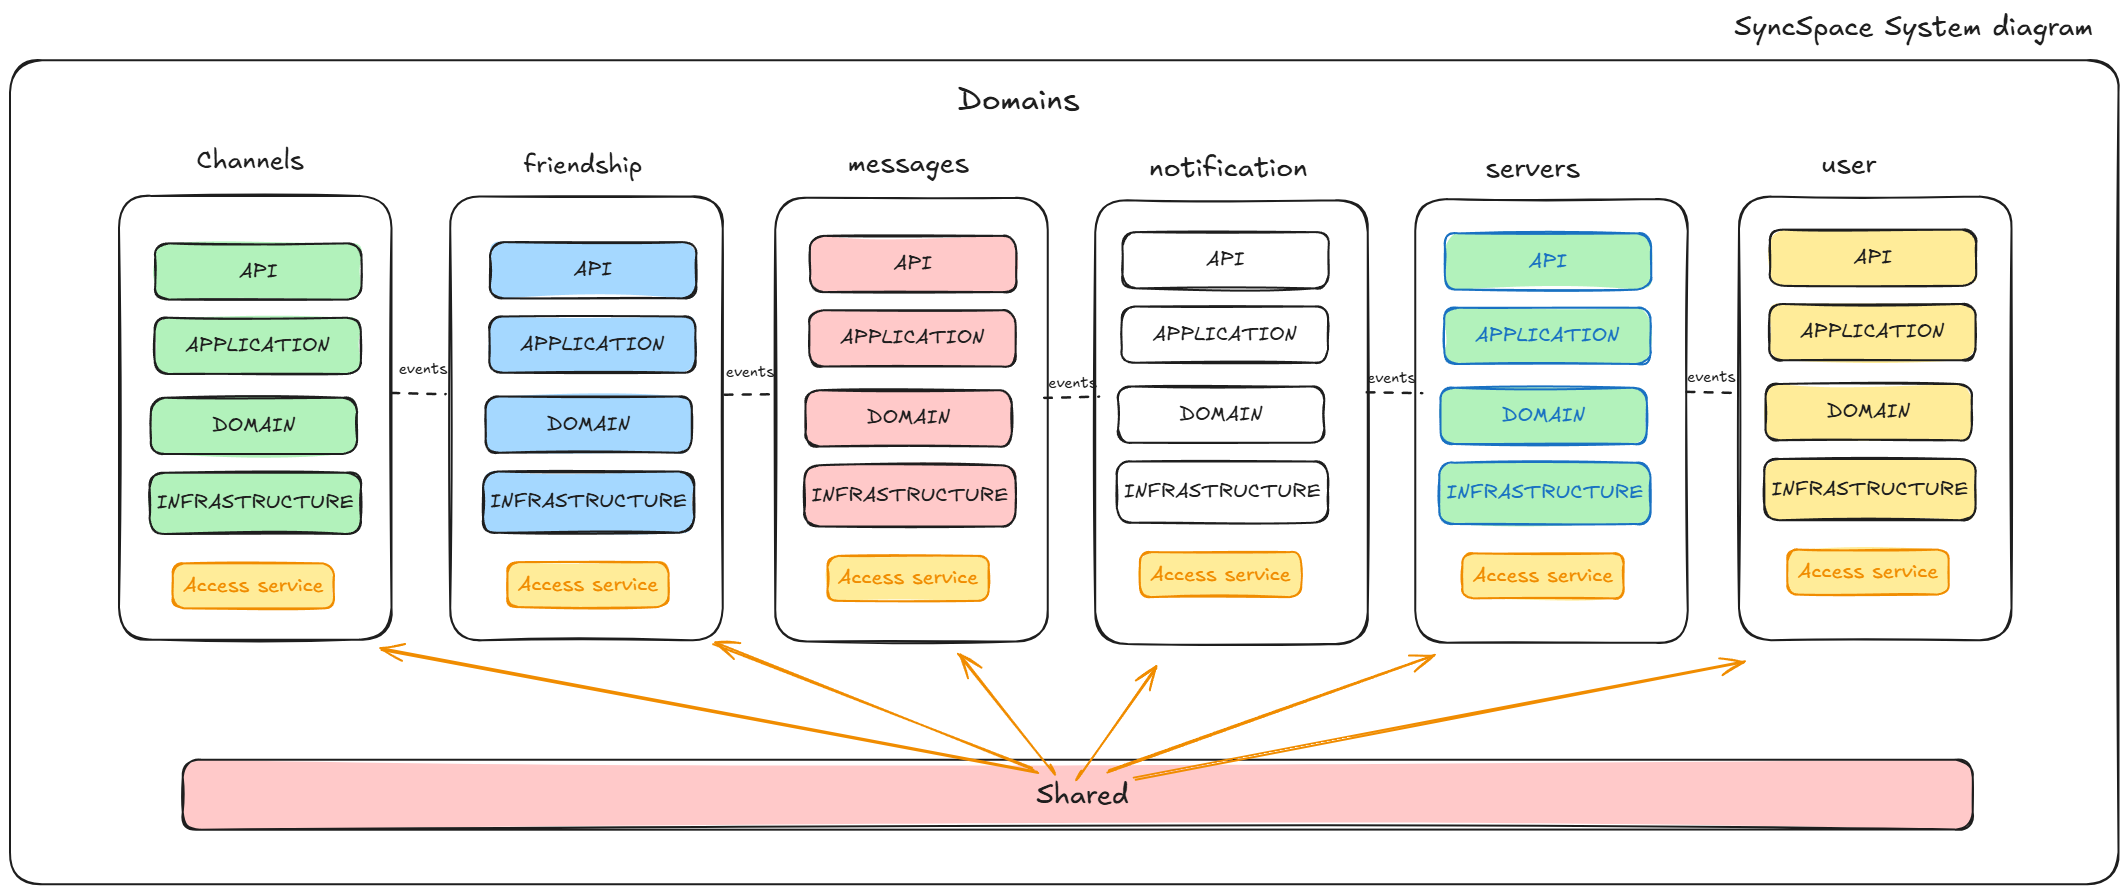 SyncSpace System diagram
Domains
Channels
friendship
messages
notification
servers
user
API
APPLICATION
DOMAIN
INFRASTRUCTURE
Access service
events
API
APPLICATION
DOMAIN
INFRASTRUCTURE
Access service
events
API
APPLICATION
DOMAIN
INFRASTRUCTURE
Access service
events
API
APPLICATION
DOMAIN
INFRASTRUCTURE
Access service
events
API
APPLICATION
DOMAIN
INFRASTRUCTURE
Access service
events
API
APPLICATION
DOMAIN
INFRASTRUCTURE
Access service
Shared